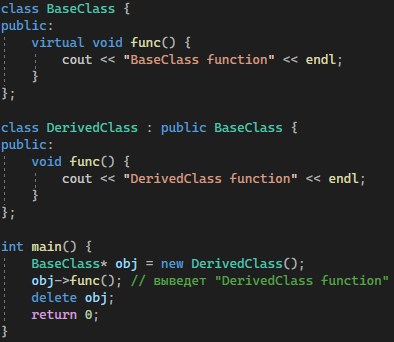 class BaseClass {
public:
    virtual void func() {
        cout << "BaseClass function" << endl;
    }
};

class DerivedClass : public BaseClass {
public:
    void func() {
        cout << "DerivedClass function" << endl;
    }
};

int main() {
    BaseClass* obj = new DerivedClass();
    obj->func(); // выведет "DerivedClass function"
    delete obj;
    return 0;
}